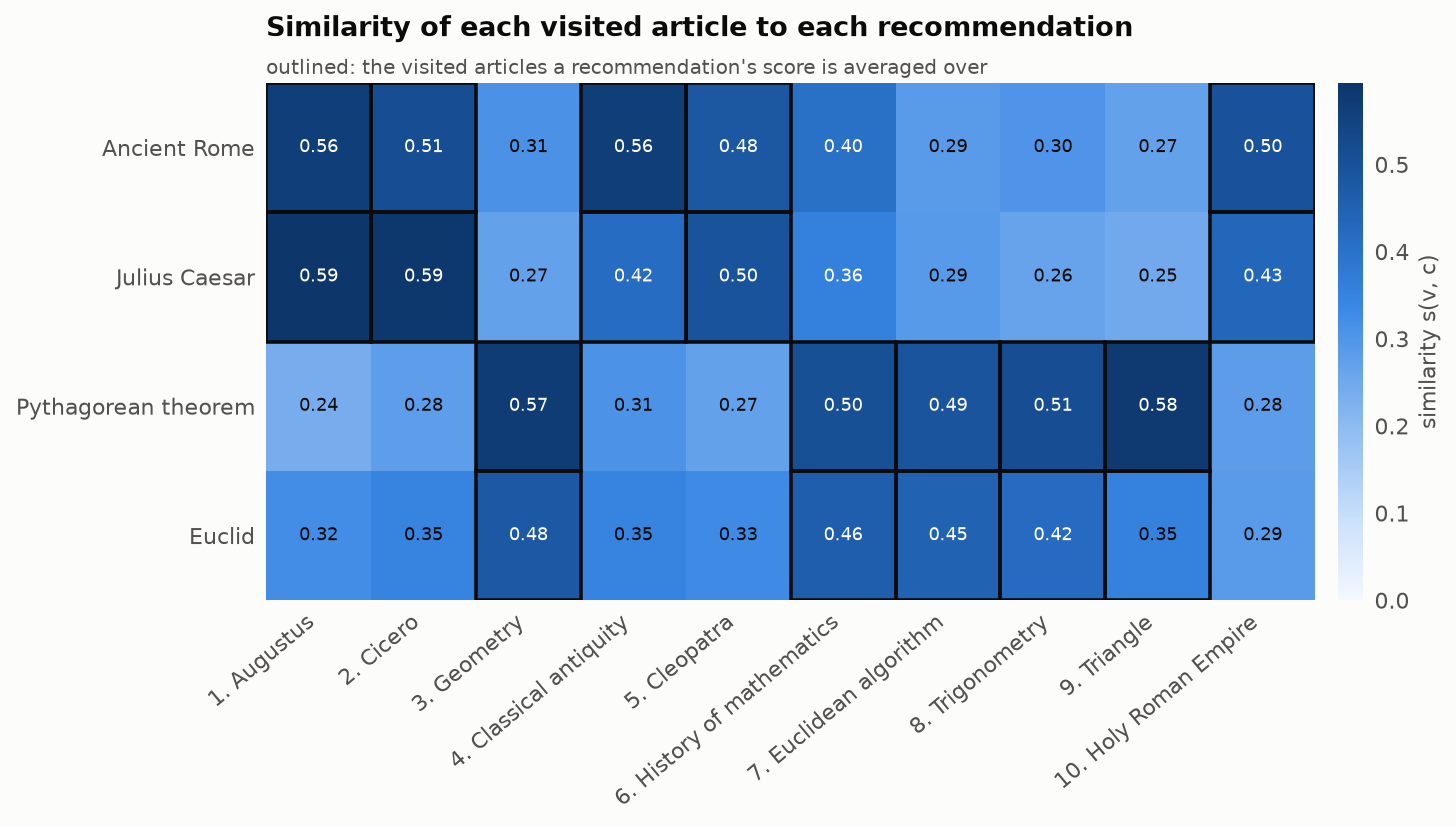 Similarity of each visited article to each recommendation
outlined: the visited articles a recommendation's score is averaged over
Ancient Rome 0.56 0.51 0.31 0.56 0.48 0.40 0.29 0.30 0.27 0.50
Julius Caesar 0.59 0.59 0.27 0.42 0.50 0.36 0.29 0.26 0.25 0.43
Pythagorean theorem 0.24 0.28 0.57 0.31 0.27 0.50 0.49 0.51 0.58 0.28
Euclid 0.32 0.35 0.48 0.35 0.33 0.46 0.45 0.42 0.35 0.29
1. Augustus
2. Cicero
3. Geometry
4. Classical antiquity
5. Cleopatra
6. History of mathematics
7. Euclidean algorithm
8. Trigonometry
9. Triangle
10. Holy Roman Empire
0.5
0.4
0.3
0.2
0.1
0.0
similarity s(v, c)